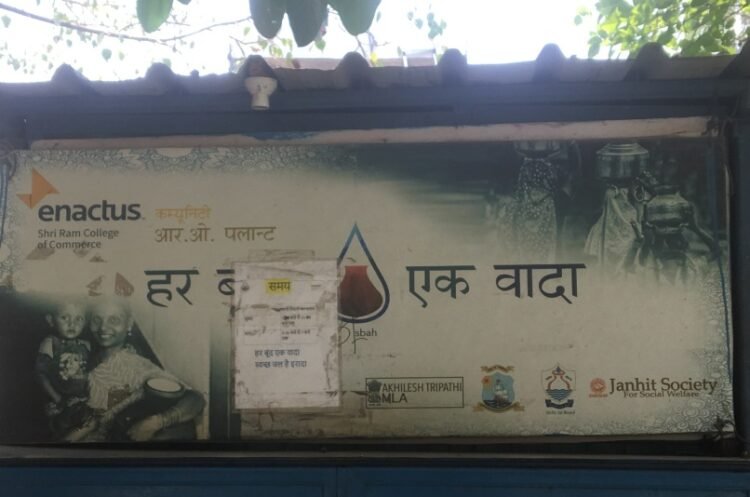 enactus
Shri Ram College
of Commerce
कम्यूनिटी
आर.ओ. प्लान्ट
हर
एक वादा
समय
हर बूंद एक वादा
स्वच्छ जल है इरादा
sbah
AKHILESH TRIPATHI
MLA
Janhit Society
For Social Welfare